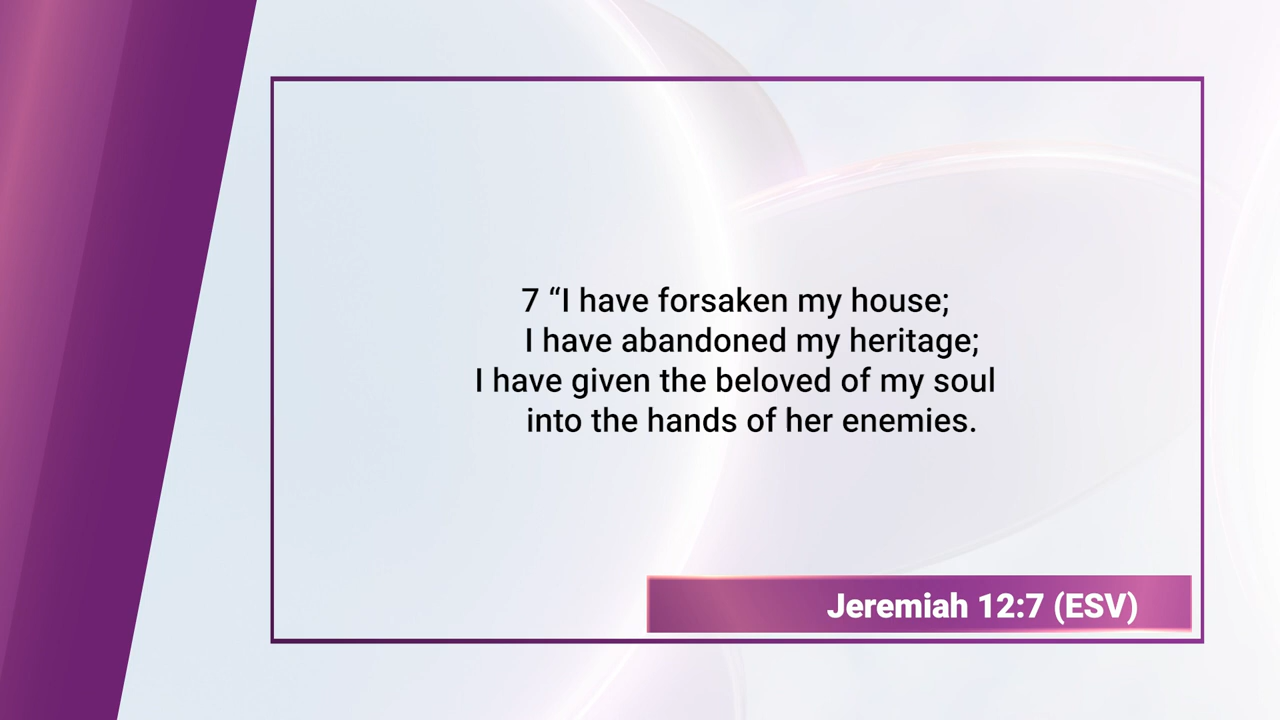 7 “I have forsaken my house;
I have abandoned my heritage;
I have given the beloved of my soul
into the hands of her enemies.
Jeremiah 12:7 (ESV)